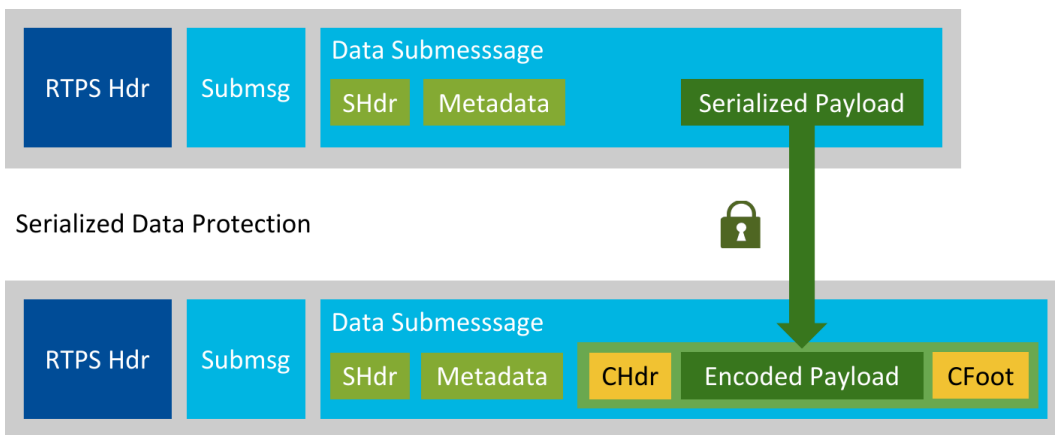 Data Submesssage
RTPS Hdr
Submsg
SHdr
Metadata
Serialized Payload
Serialized Data Protection
Data Submesssage
RTPS Hdr
Submsg
SHdr
Metadata
CHdr
Encoded Payload
CFoot